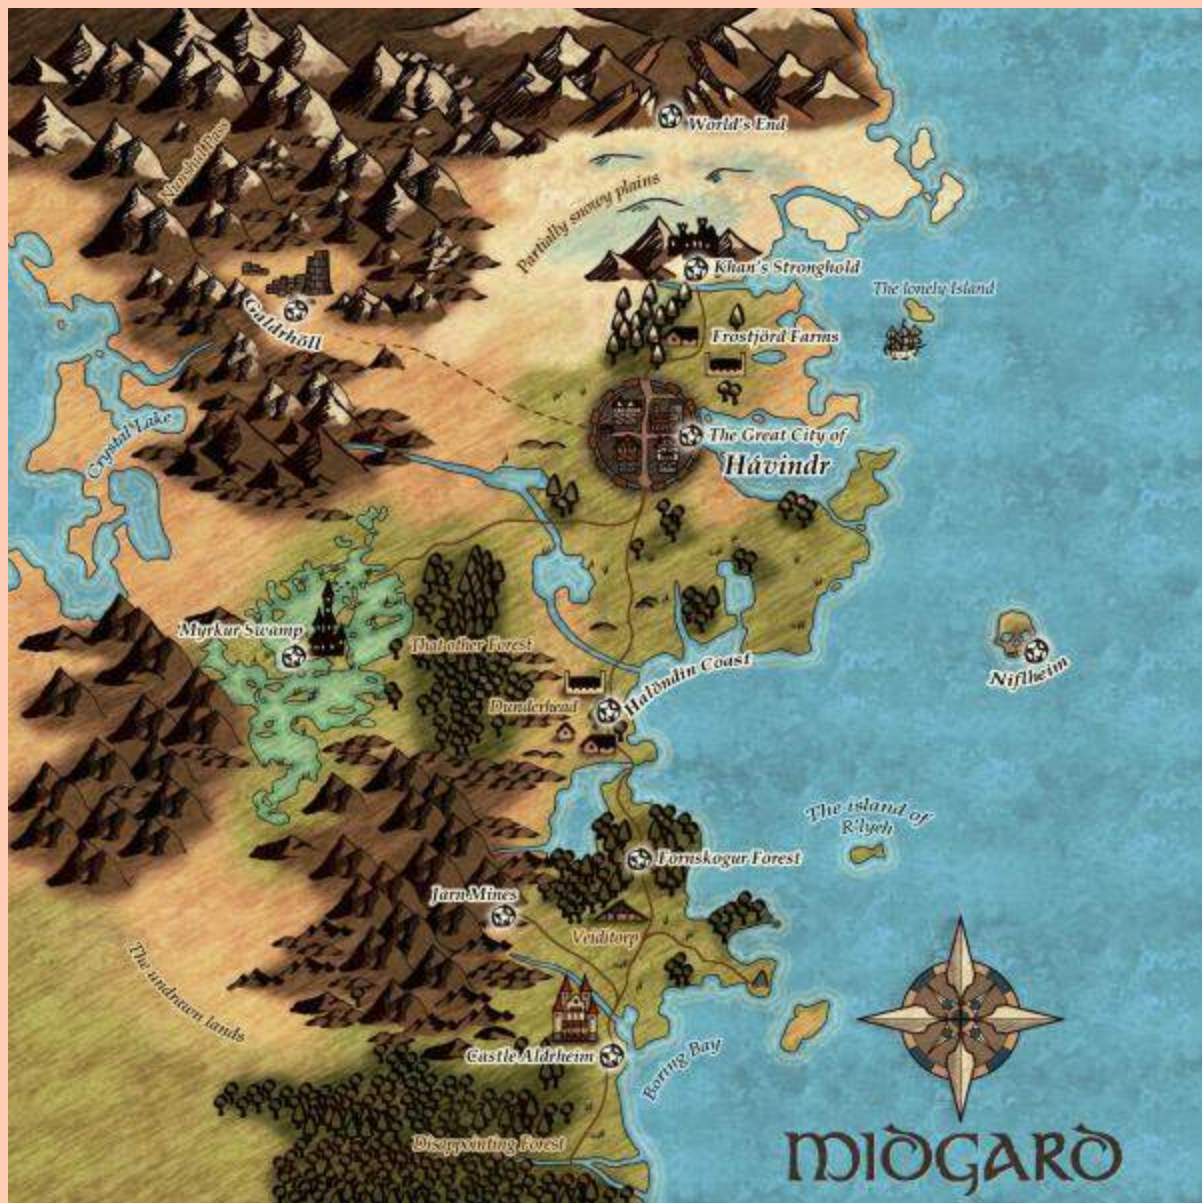 World's End
Partially snowy plains
Khan's Stronghold
The lonely Island
Galdrhöll
Frostjörd Farms
Crystal Lake
The Great City of
Hávindr
Myrkur Swamp
That other Forest
Halöndin Coast
Niflheim
Dunderhead
The island of
R'lyeh
Fornskogur Forest
Jarn Mines
Veiditorp
The undrawn lands
Castle Aldrheim
Boring Bay
Disappointing Forest
MIDGARD